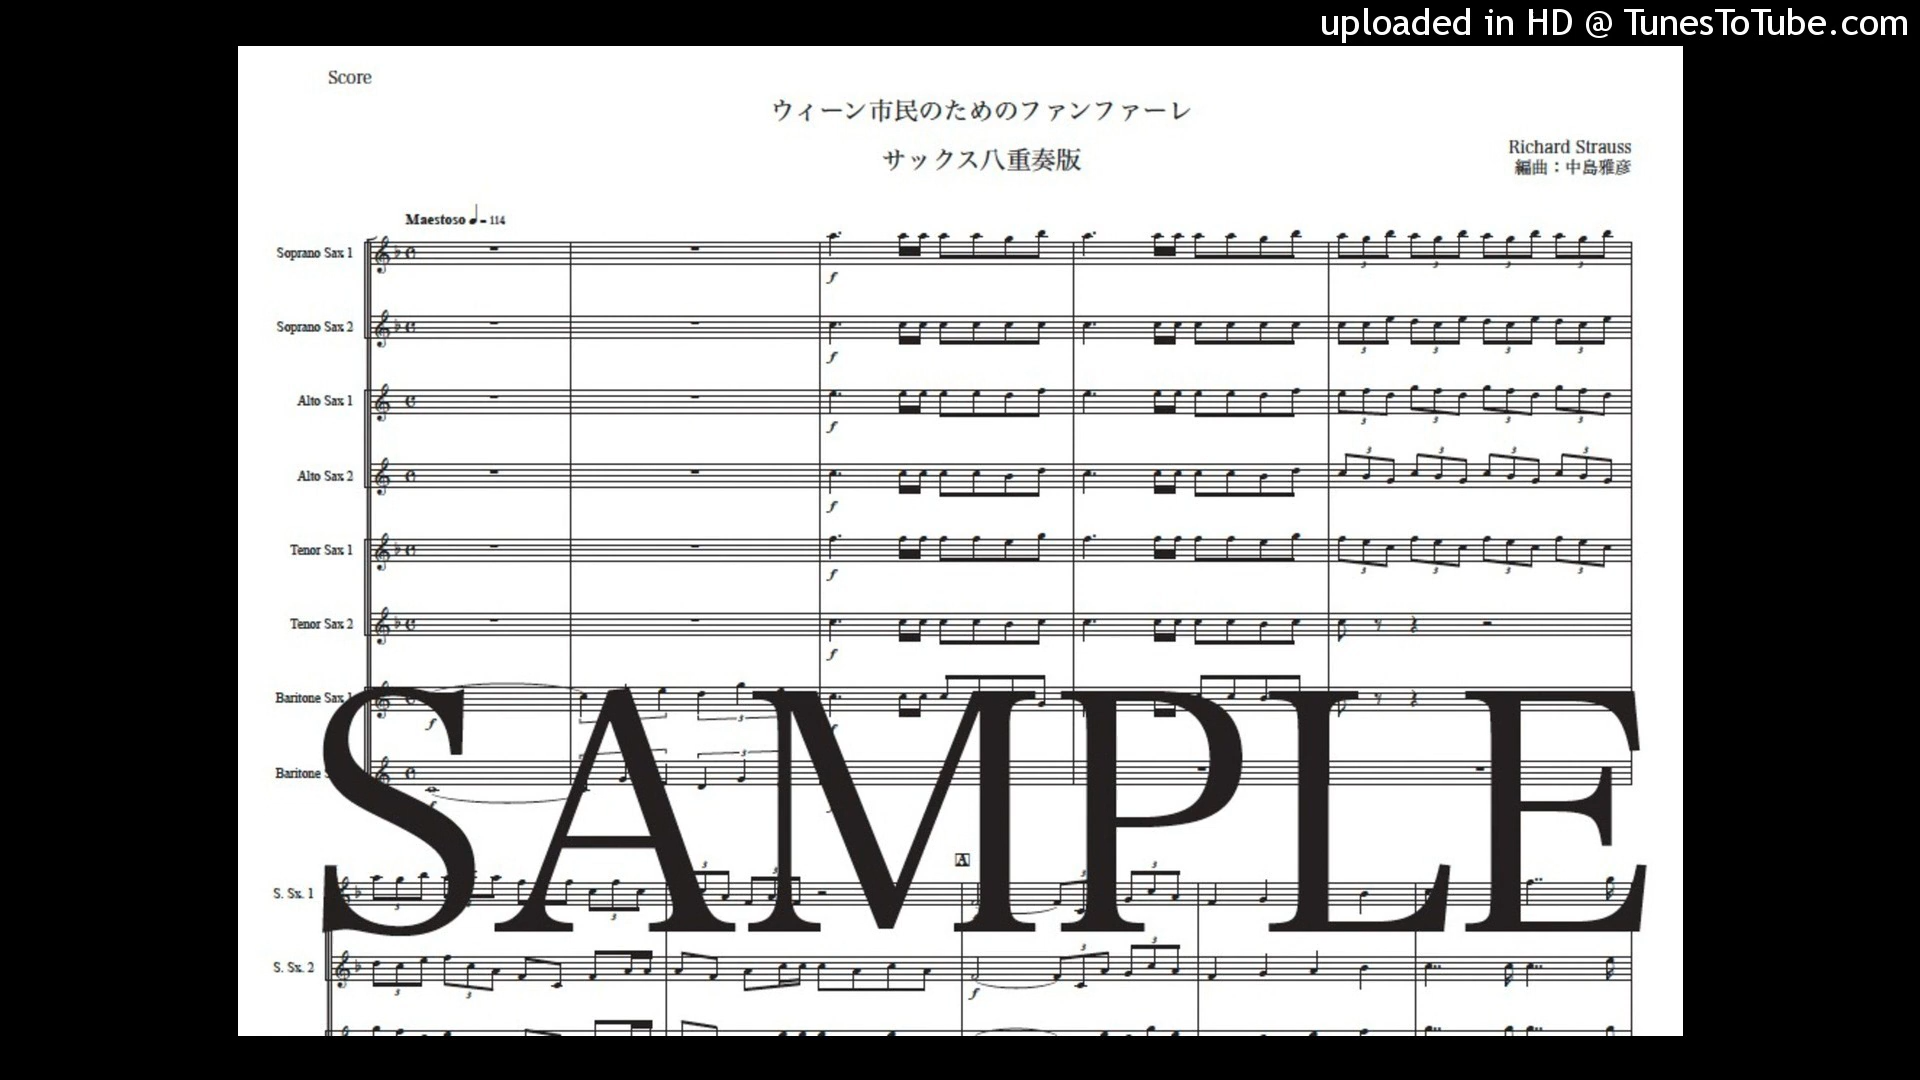 uploaded in HD @ TunesToTube.com
Score
ウィーン市民のためのファンファーレ
サックス八重奏版
Richard Strauss
編曲：中島雅彦
Maestoso ♩= 114
Soprano Sax 1
f
Soprano Sax 2
f
Alto Sax 1
f
Alto Sax 2
f
Tenor Sax 1
f
Tenor Sax 2
f
Baritone Sax 1
f
Baritone
SAMPLE
A
S. Sx. 1
S. Sx. 2
f